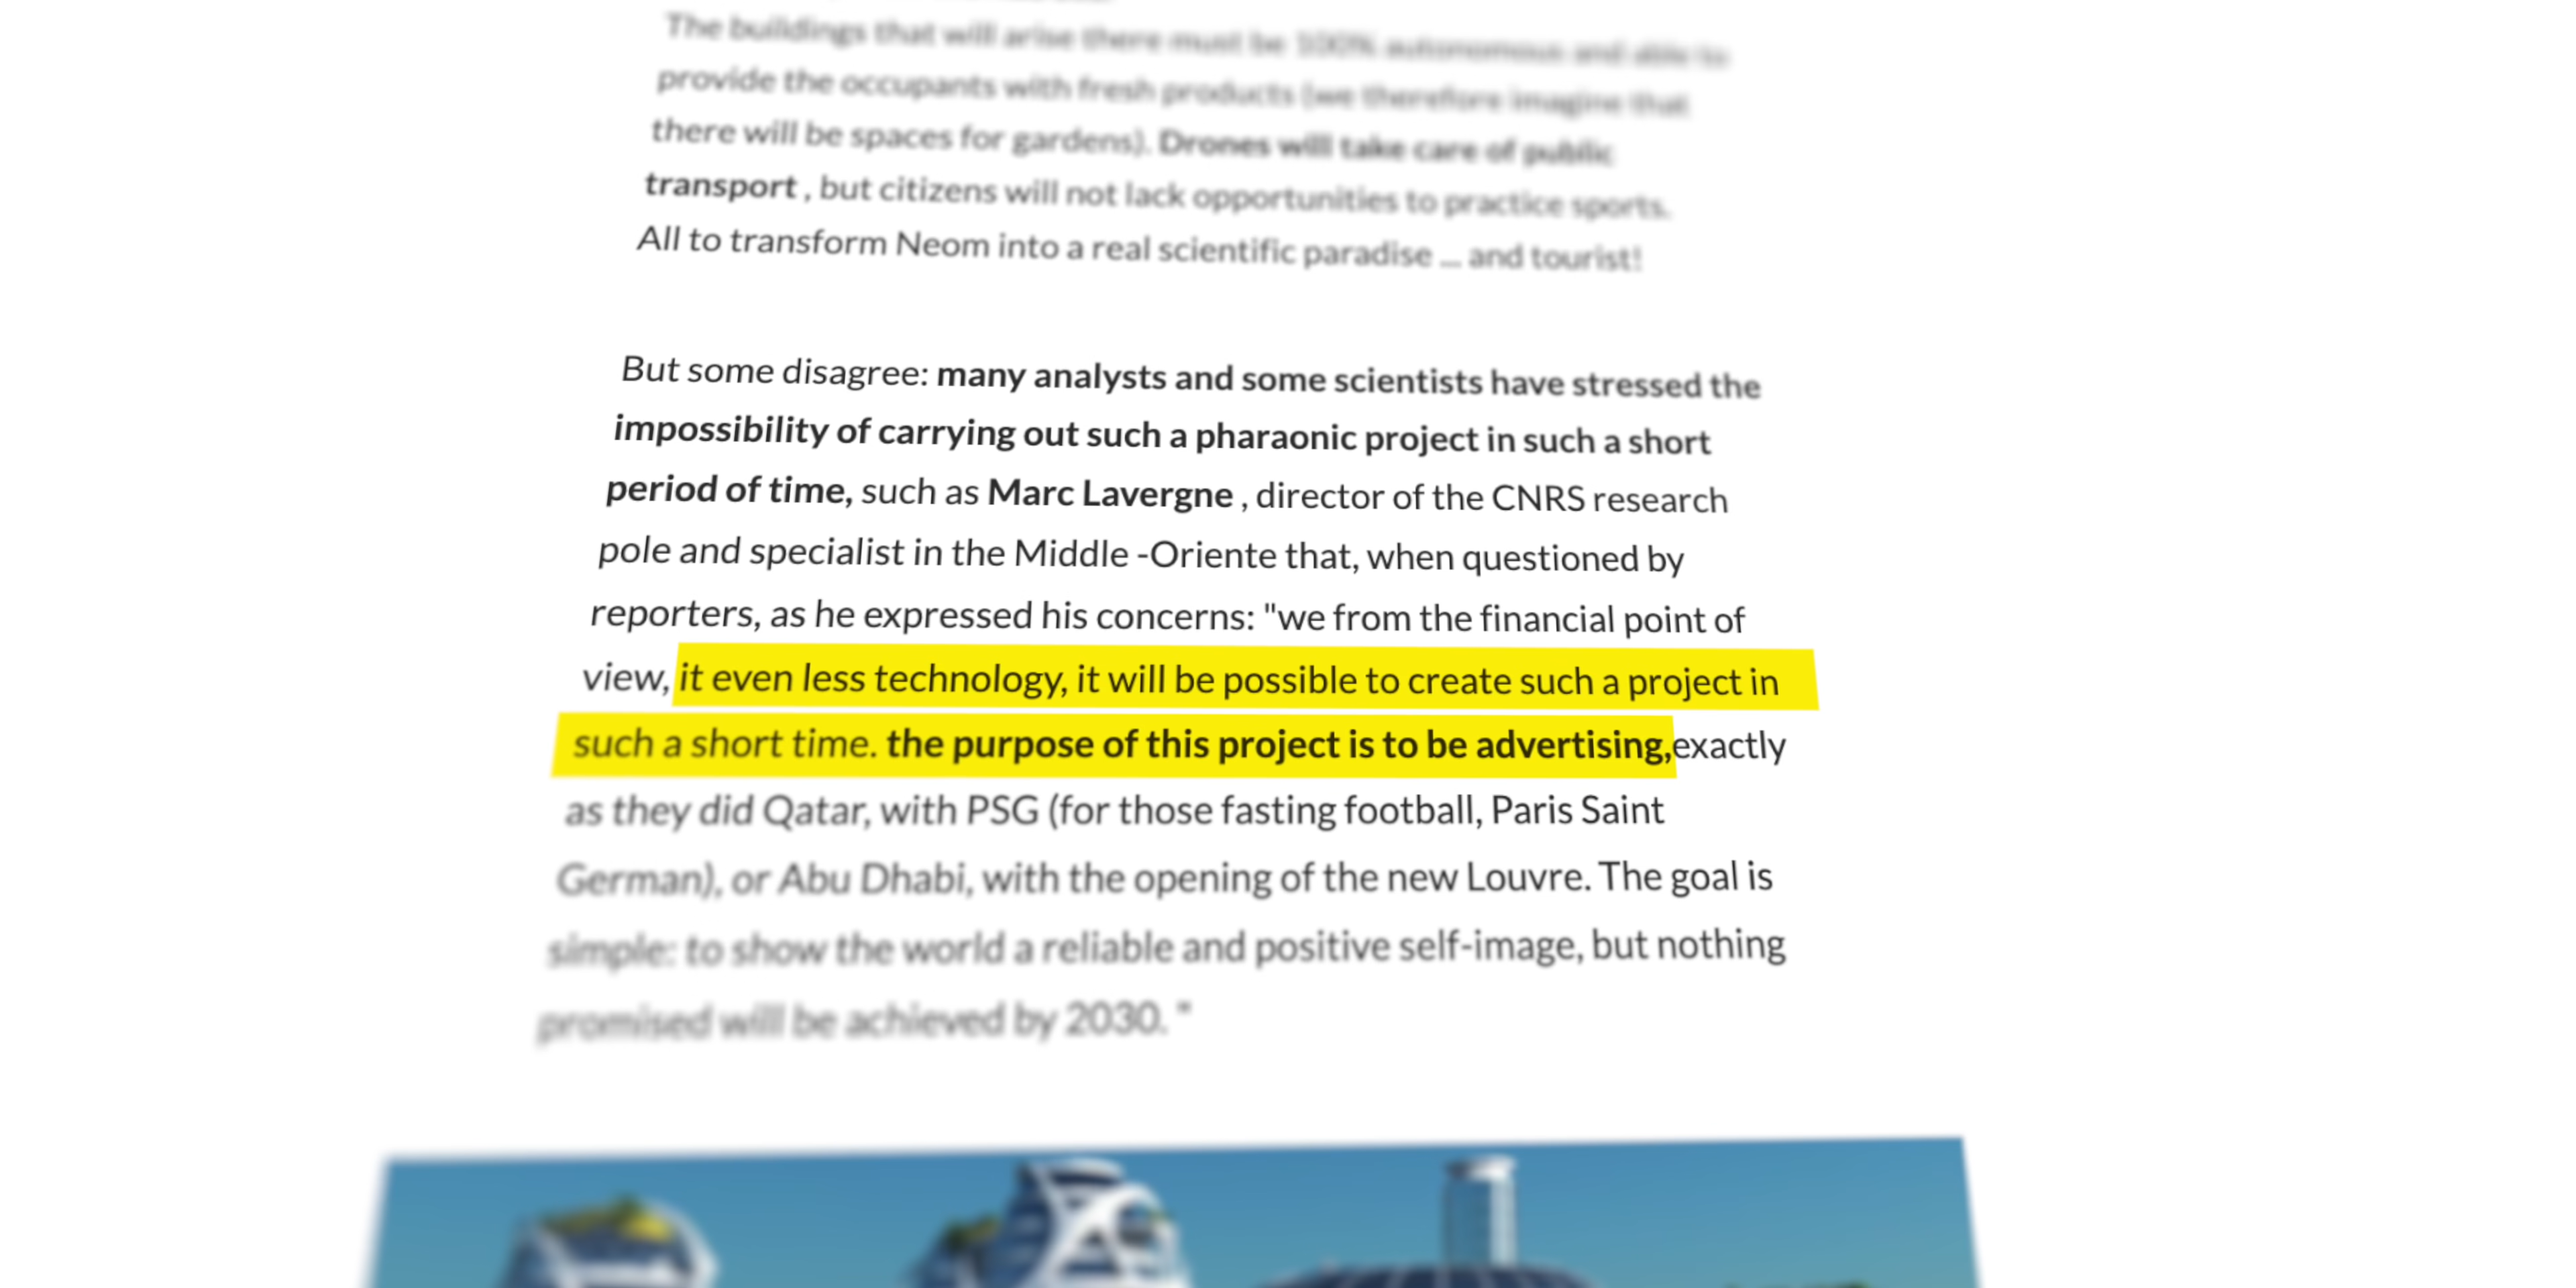 The buildings that will arise there must be 100% autonomous and able to
provide the occupants with fresh products (we therefore imagine that
there will be spaces for gardens). Drones will take care of public
transport , but citizens will not lack opportunities to practice sports.
All to transform Neom into a real scientific paradise ... and tourist!
But some disagree: many analysts and some scientists have stressed the
impossibility of carrying out such a pharaonic project in such a short
period of time, such as Marc Lavergne , director of the CNRS research
pole and specialist in the Middle -Oriente that, when questioned by
reporters, as he expressed his concerns: "we from the financial point of
view, it even less technology, it will be possible to create such a project in
such a short time. the purpose of this project is to be advertising,exactly
as they did Qatar, with PSG (for those fasting football, Paris Saint
German), or Abu Dhabi, with the opening of the new Louvre. The goal is
simple: to show the world a reliable and positive self-image, but nothing
promised will be achieved by 2030. "